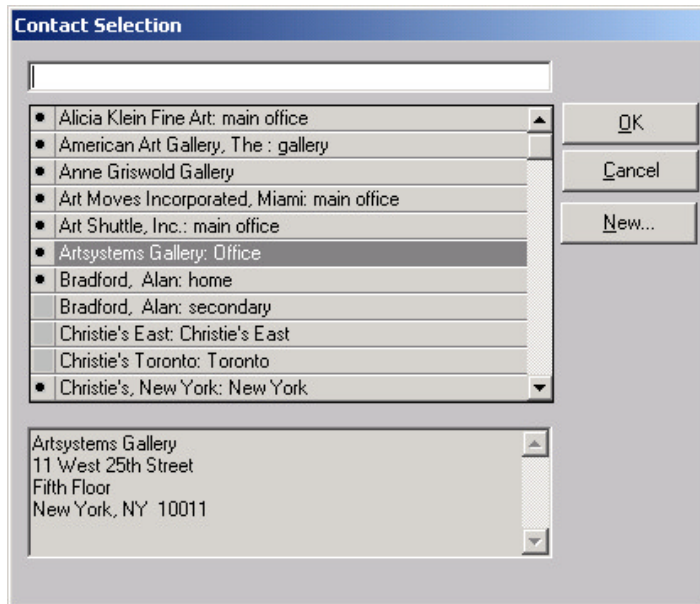 Contact Selection
Alicia Klein Fine Art: main office
American Art Gallery, The : gallery
Anne Griswold Gallery
Art Moves Incorporated, Miami: main office
Art Shuttle, Inc.: main office
Artsystems Gallery: Office
Bradford,  Alan: home
Bradford,  Alan: secondary
Christie's East: Christie's East
Christie's Toronto: Toronto
Christie's, New York: New York
OK
Cancel
New...
Artsystems Gallery
11 West 25th Street
Fifth Floor
New York, NY  10011